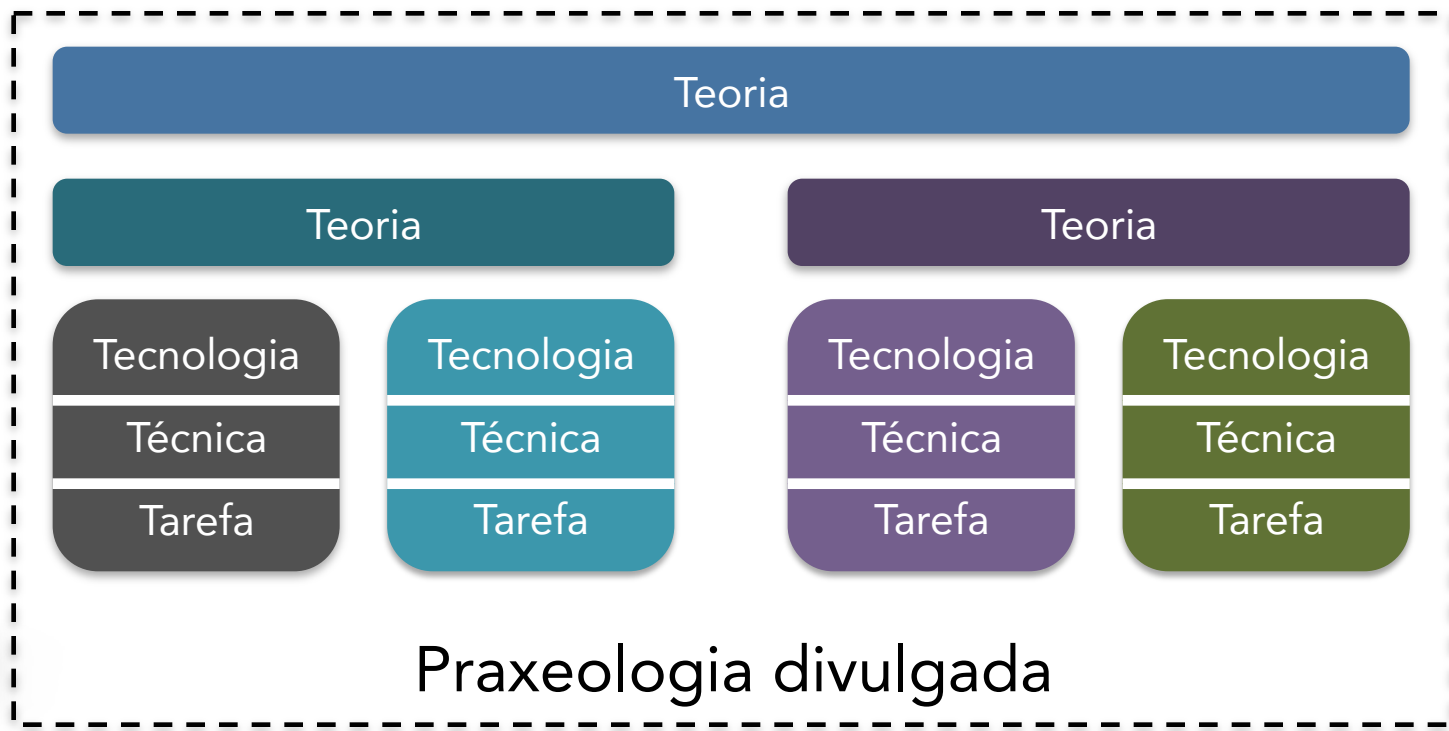 Teoria
Teoria
Teoria
Tecnologia
Técnica
Tarefa
Tecnologia
Técnica
Tarefa
Tecnologia
Técnica
Tarefa
Tecnologia
Técnica
Tarefa
Praxeologia divulgada